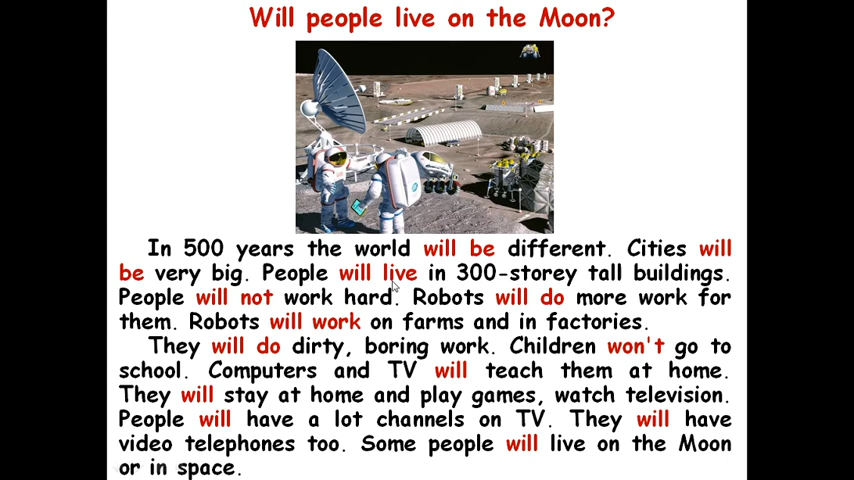 Will people live on the Moon?
In 500 years the world will be different. Cities will
be very big. People will live in 300-storey tall buildings.
People will not work hard. Robots will do more work for
them. Robots will work on farms and in factories.
They will do dirty, boring work. Children won't go to
school. Computers and TV will teach them at home.
They will stay at home and play games, watch television.
People will have a lot channels on TV. They will have
video telephones too. Some people will live on the Moon
or in space.